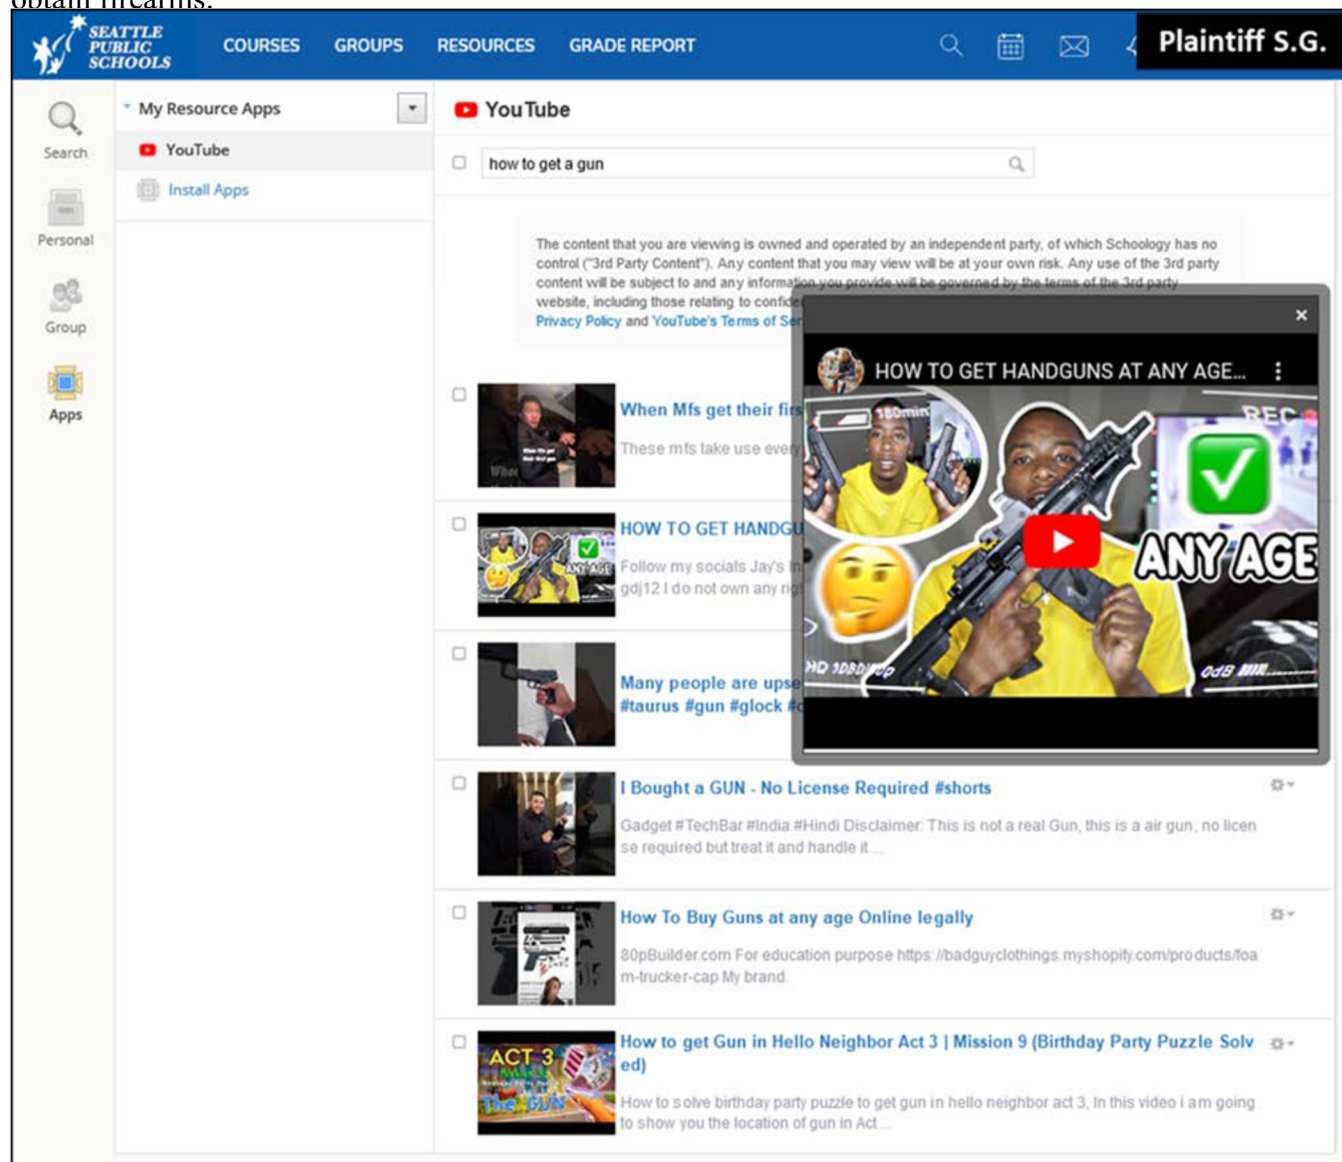 obtain firearms.
SEATTLE
PUBLIC
SCHOOLS
COURSES GROUPS RESOURCES GRADE REPORT
Plaintiff S.G.
Search
Personal
Group
Apps
My Resource Apps
YouTube
Install Apps
YouTube
how to get a gun
The content that you are viewing is owned and operated by an independent party, of which Schoology has no
control ("3rd Party Content"). Any content that you may view will be at your own risk. Any use of the 3rd party
content will be subject to and any information you provide will be governed by the terms of the 3rd party
website, including those relating to confide
Privacy Policy and YouTube's Terms of Ser
When Mfs get their firs
These mfs take use every
HOW TO GET HANDGU
Follow my socials Jay's In
gdj12 I do not own any rig
ANY AGE
Many people are upse
#taurus #gun #glock #c
I Bought a GUN - No License Required #shorts
Gadget #TechBar #India #Hindi Disclaimer: This is not a real Gun, this is a air gun, no licen
se required but treat it and handle it ...
How To Buy Guns at any age Online legally
80pBuilder.com For education purpose https://badguyclothings.myshopify.com/products/foa
m-trucker-cap My brand.
ACT 3
The GUN
How to get Gun in Hello Neighbor Act 3 | Mission 9 (Birthday Party Puzzle Solv
ed)
How to solve birthday party puzzle to get gun in hello neighbor act 3, In this video i am going
to show you the location of gun in Act ...
HOW TO GET HANDGUNS AT ANY AGE...
180min
REC
ANY AGE